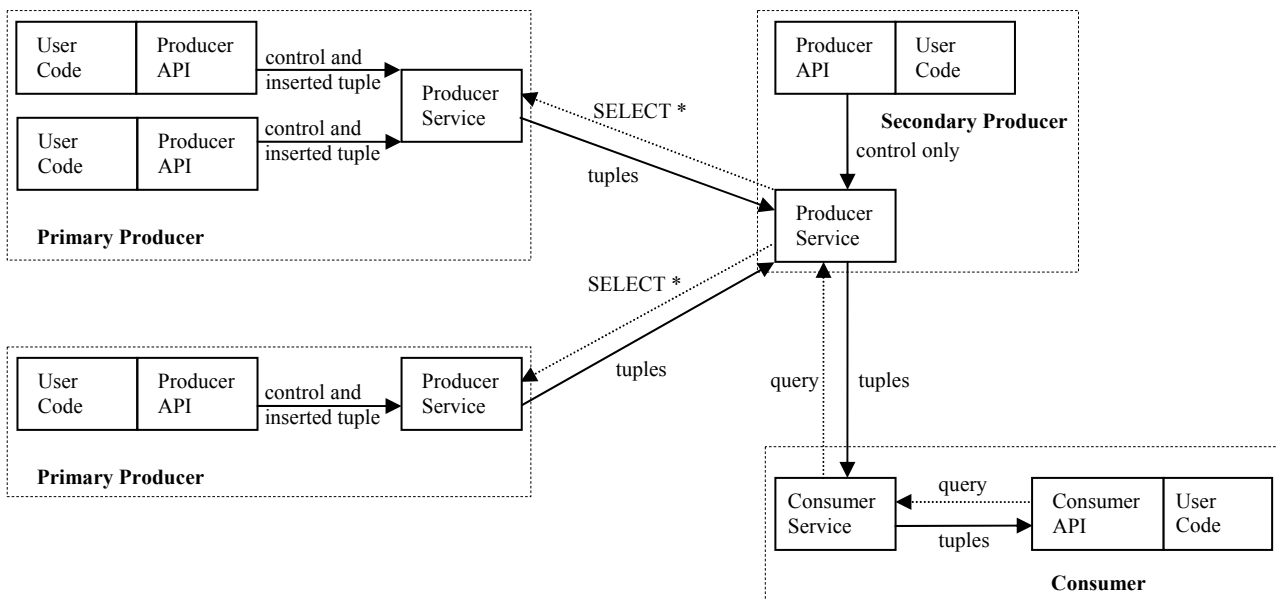 User
Code
Producer
API
control and
inserted tuple
Producer
Service
User
Code
Producer
API
control and
inserted tuple
Primary Producer
SELECT *
tuples
Producer
API
User
Code
Secondary Producer
control only
Producer
Service
SELECT *
tuples
User
Code
Producer
API
control and
inserted tuple
Producer
Service
Primary Producer
query
tuples
Consumer
Service
query
tuples
Consumer
API
User
Code
Consumer